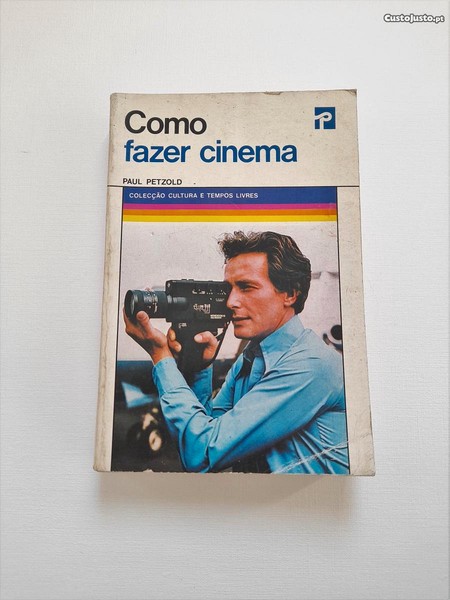 CustoJusto.pt
Como
fazer cinema
PAUL PETZOLD
COLECÇÃO CULTURA E TEMPOS LIVRES